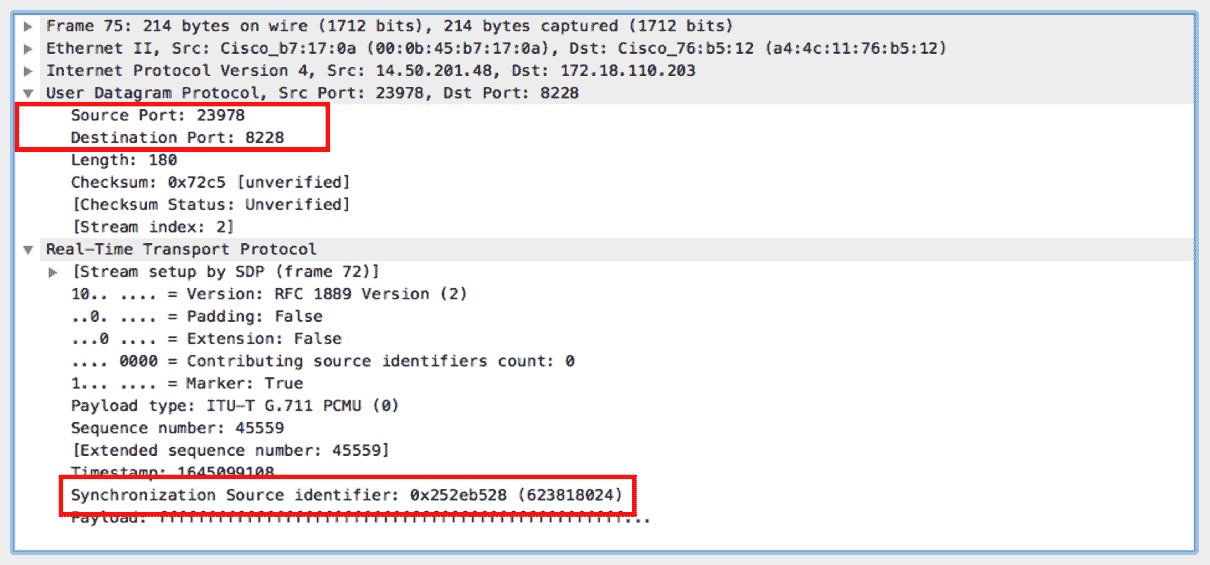 Frame 75: 214 bytes on wire (1712 bits), 214 bytes captured (1712 bits)
Ethernet II, Src: Cisco_b7:17:0a (00:0b:45:b7:17:0a), Dst: Cisco_76:b5:12 (a4:4c:11:76:b5:12)
Internet Protocol Version 4, Src: 14.50.201.48, Dst: 172.18.110.203
User Datagram Protocol, Src Port: 23978, Dst Port: 8228
Source Port: 23978
Destination Port: 8228
Length: 180
Checksum: 0x72c5 [unverified]
[Checksum Status: Unverified]
[Stream index: 2]
Real-Time Transport Protocol
[Stream setup by SDP (frame 72)]
10.. .... = Version: RFC 1889 Version (2)
..0. .... = Padding: False
...0 .... = Extension: False
.... 0000 = Contributing source identifiers count: 0
1... .... = Marker: True
Payload type: ITU-T G.711 PCMU (0)
Sequence number: 45559
[Extended sequence number: 45559]
Timestamp: 1645099108
Synchronization Source identifier: 0x252eb528 (623818024)
Payload: